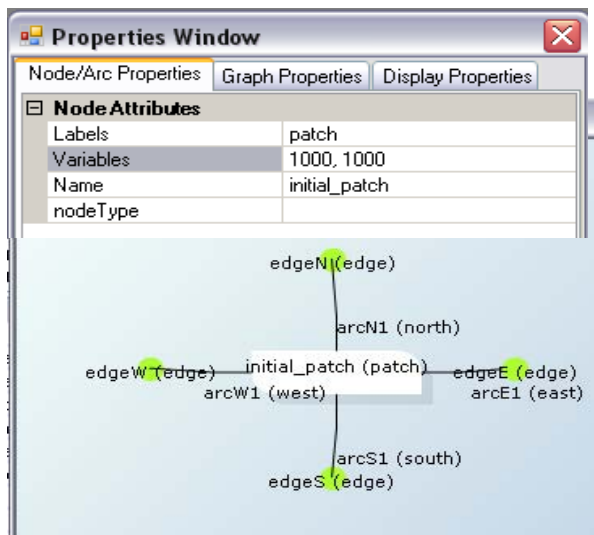 Properties Window
Node/Arc Properties Graph Properties Display Properties
Node Attributes
Labels patch
Variables 1000, 1000
Name initial_patch
nodeType
edgeN (edge)
arcN1 (north)
edgeW (edge) initial_patch (patch) edgeE (edge)
arcW1 (west) arcE1 (east)
arcS1 (south)
edgeS (edge)